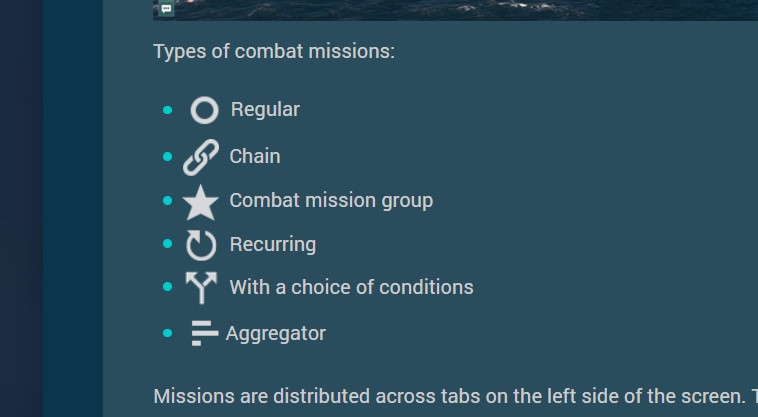 Types of combat missions:
Regular
Chain
Combat mission group
Recurring
With a choice of conditions
Aggregator
Missions are distributed across tabs on the left side of the screen.